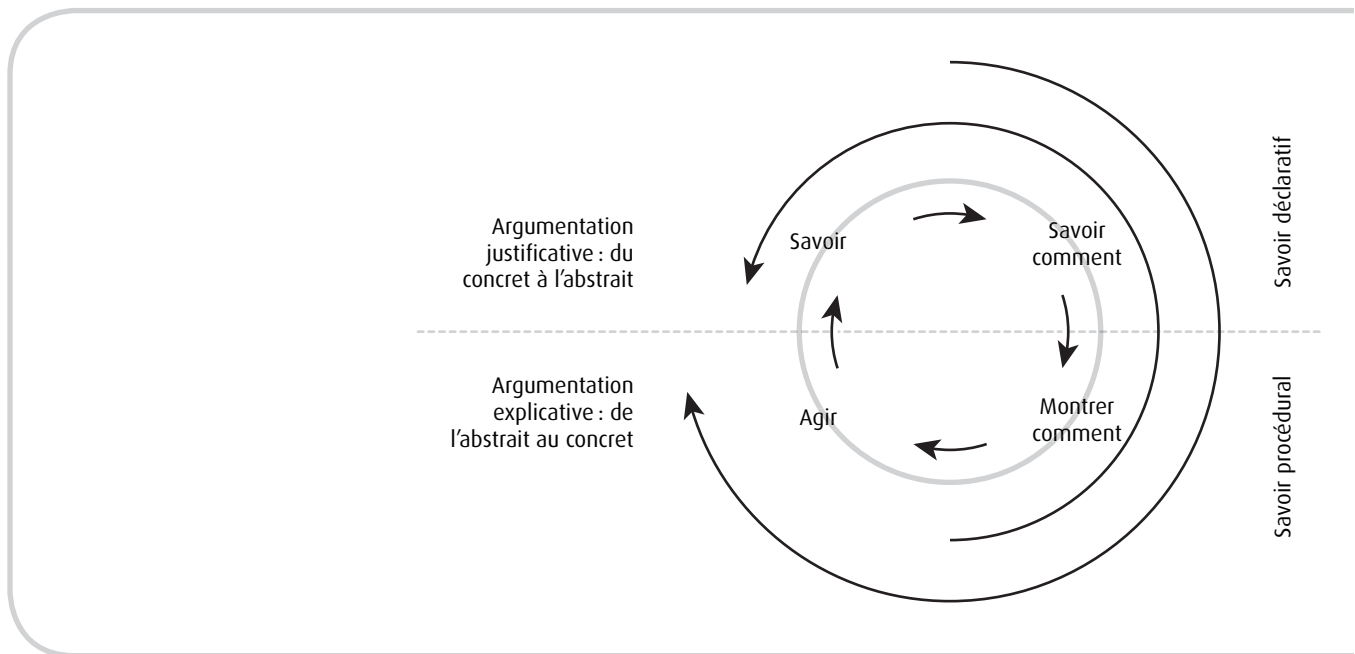 Argumentation
justificative : du
concret à l’abstrait
Savoir
Savoir
comment
Savoir déclaratif
Argumentation
explicative : de
l’abstrait au concret
Agir
Montrer
comment
Savoir procédural